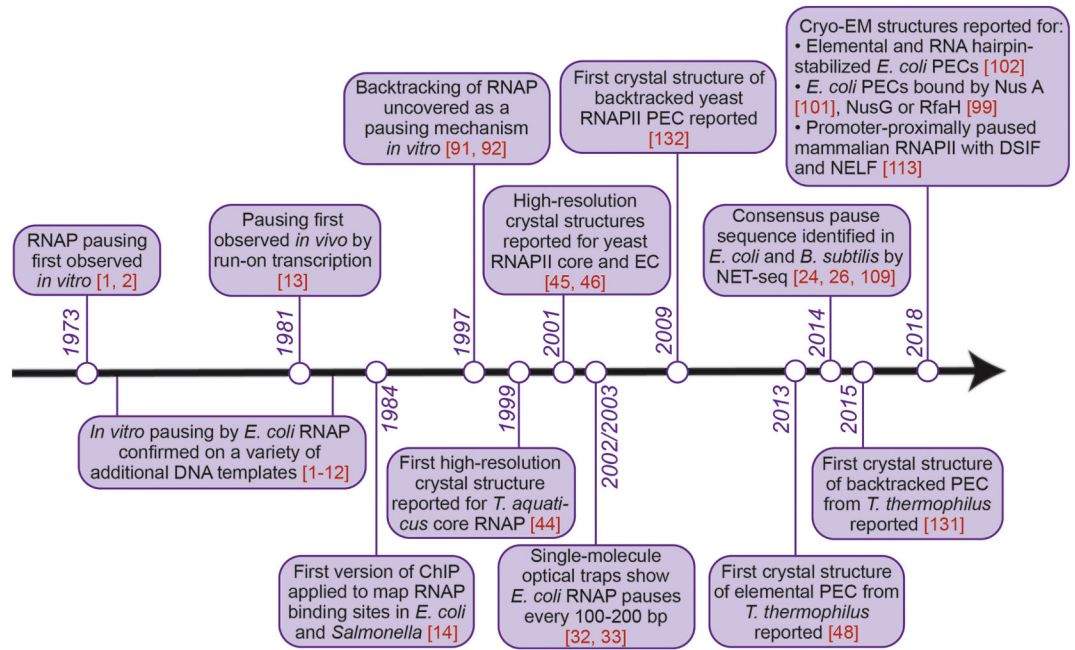 RNAP pausing
first observed
in vitro [1, 2]
1973
In vitro pausing by E. coli RNAP
confirmed on a variety of
additional DNA templates [1-12]
Pausing first
observed in vivo by
run-on transcription
[13]
1981
1984
First version of ChIP
applied to map RNAP
binding sites in E. coli
and Salmonella [14]
Backtracking of RNAP
uncovered as a
pausing mechanism
in vitro [91, 92]
1997
1999
First high-resolution
crystal structure
reported for T. aquati-
cus core RNAP [44]
High-resolution
crystal structures
reported for yeast
RNAPII core and EC
[45, 46]
2001
2002/2003
Single-molecule
optical traps show
E. coli RNAP pauses
every 100-200 bp
[32, 33]
First crystal structure of
backtracked yeast
RNAPII PEC reported
[132]
2009
2013
First crystal structure
of elemental PEC from
T. thermophilus
reported [48]
Consensus pause
sequence identified in
E. coli and B. subtilis by
NET-seq [24, 26, 109]
2014
2015
First crystal structure
of backtracked PEC
from T. thermophilus
reported [131]
Cryo-EM structures reported for:
• Elemental and RNA hairpin-
stabilized E. coli PECs [102]
• E. coli PECs bound by Nus A
[101], NusG or RfaH [99]
• Promoter-proximally paused
mammalian RNAPII with DSIF
and NELF [113]
2018